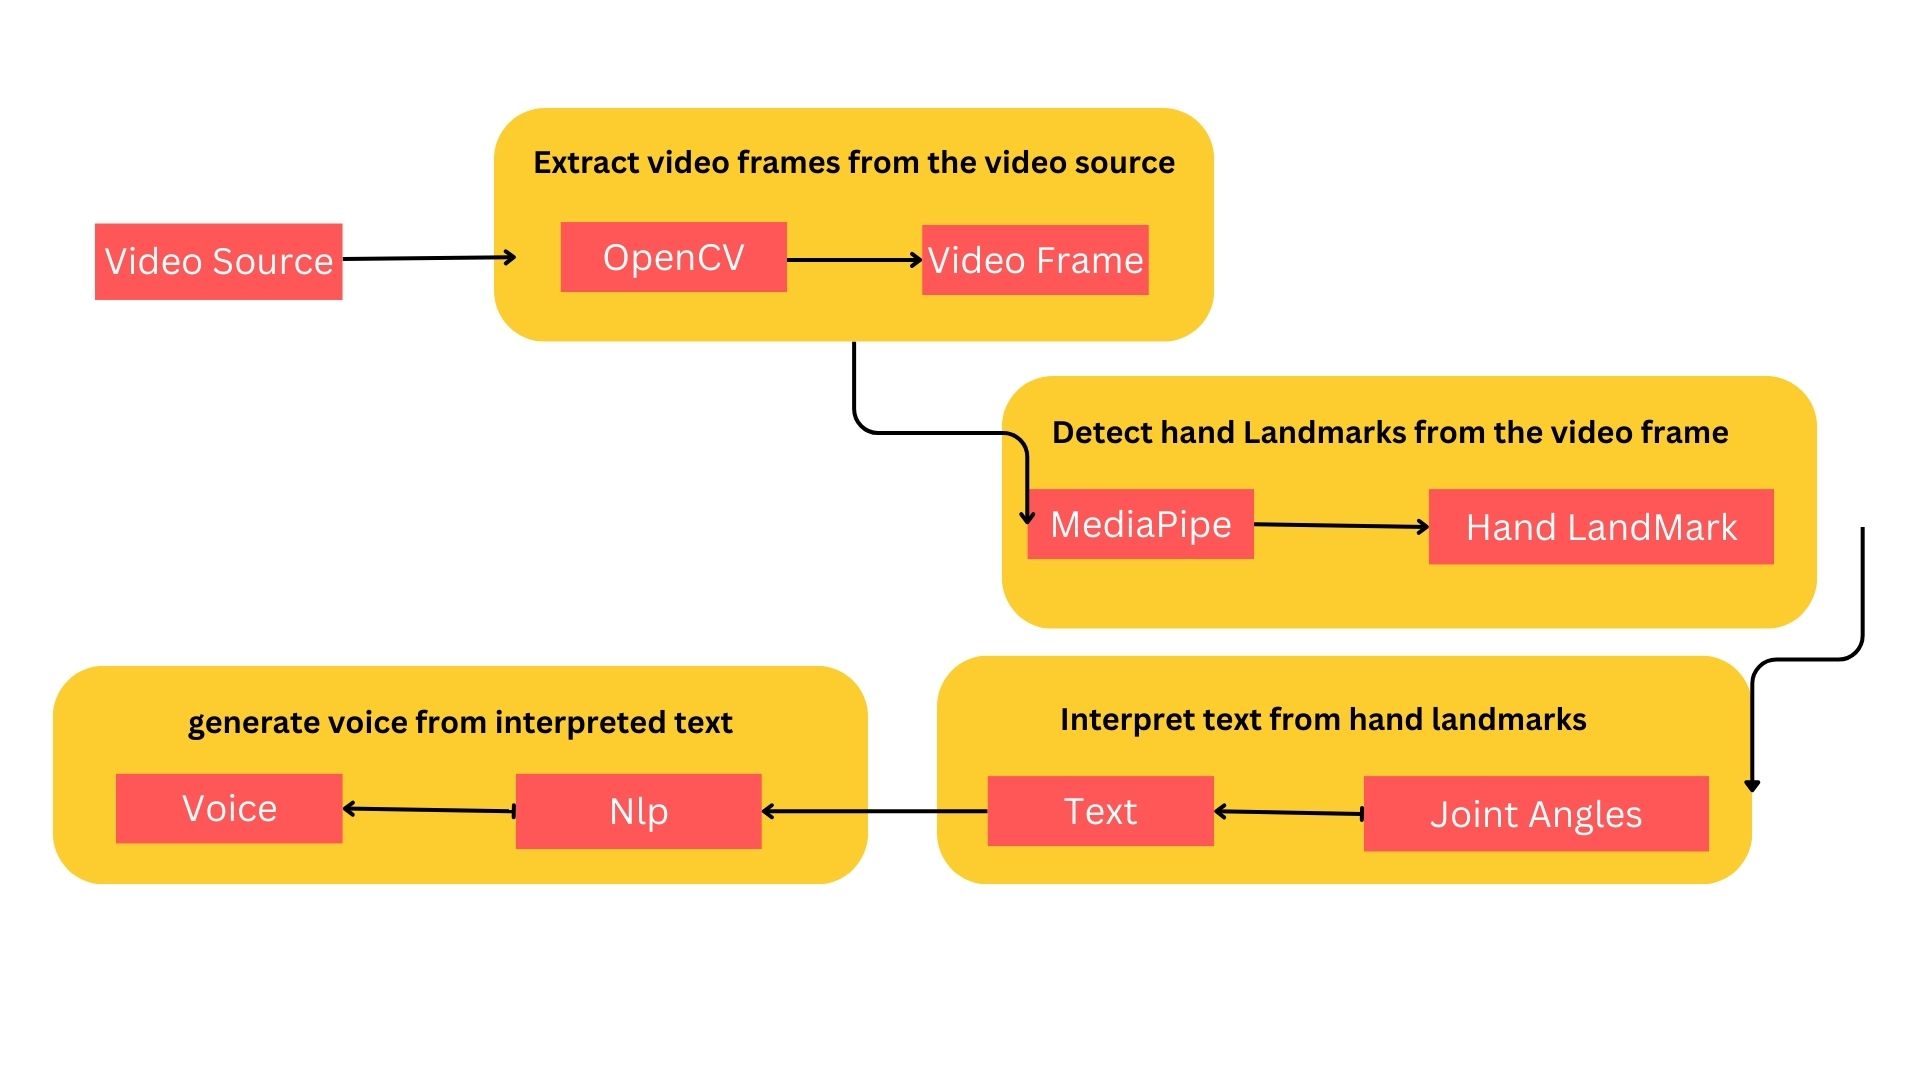 Extract video frames from the video source
Video Source
OpenCV
Video Frame
Detect hand Landmarks from the video frame
MediaPipe
Hand LandMark
Interpret text from hand landmarks
Joint Angles
Text
generate voice from interpreted text
Nlp
Voice